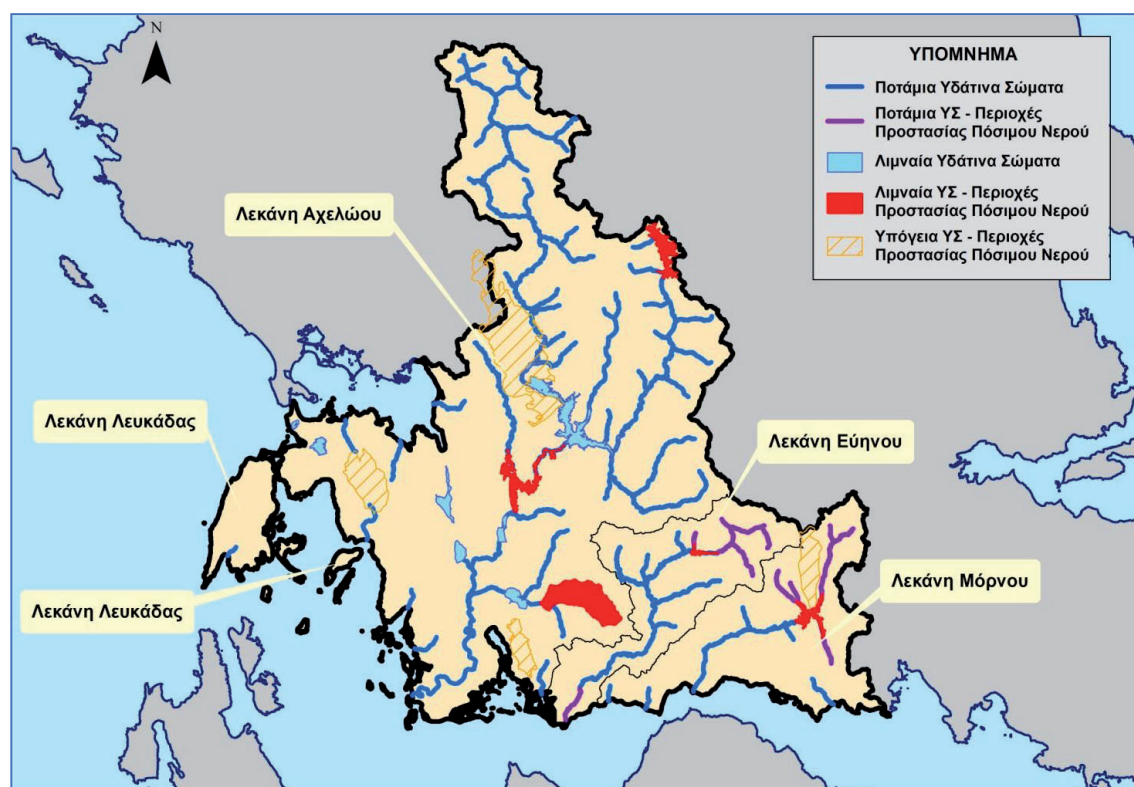 N
ΥΠΟΜΝΗΜΑ
Ποτάμια Υδάτινα Σώματα
Ποτάμια ΥΣ - Περιοχές
Προστασίας Πόσιμου Νερού
Λιμναία Υδάτινα Σώματα
Λιμναία ΥΣ - Περιοχές
Προστασίας Πόσιμου Νερού
Υπόγεια ΥΣ - Περιοχές
Προστασίας Πόσιμου Νερού
Λεκάνη Αχελώου
Λεκάνη Λευκάδας
Λεκάνη Εύηνου
Λεκάνη Μόρνου
Λεκάνη Λευκάδας